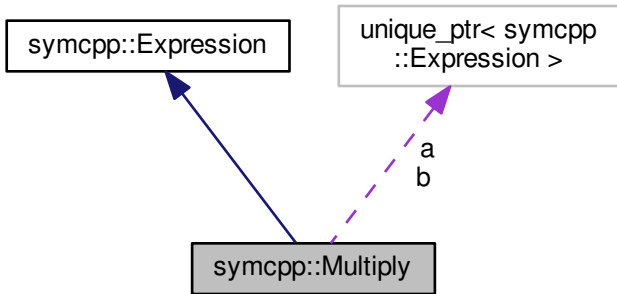 symcpp::Expression
unique_ptr< symcpp
::Expression >
a
b
symcpp::Multiply